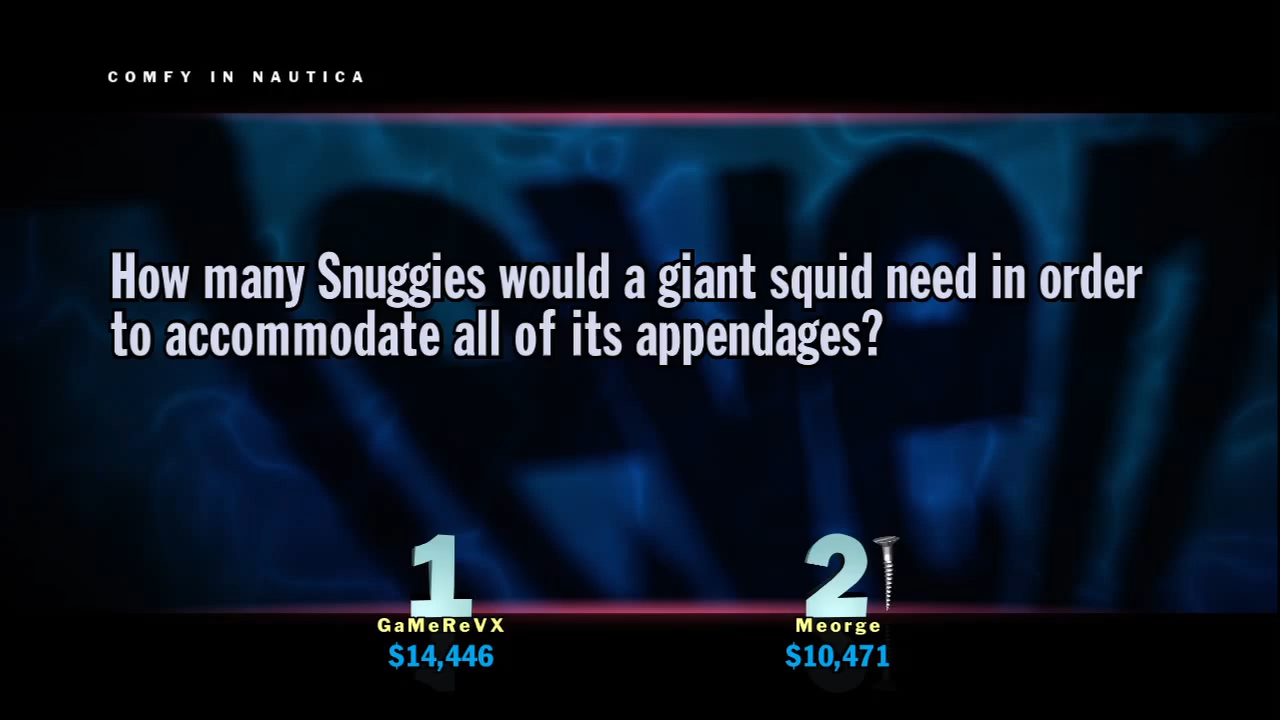 COMFY IN NAUTICA
How many Snuggies would a giant squid need in order
to accommodate all of its appendages?
1
2
GaMeReVX
Meorge
$14,446
$10,471